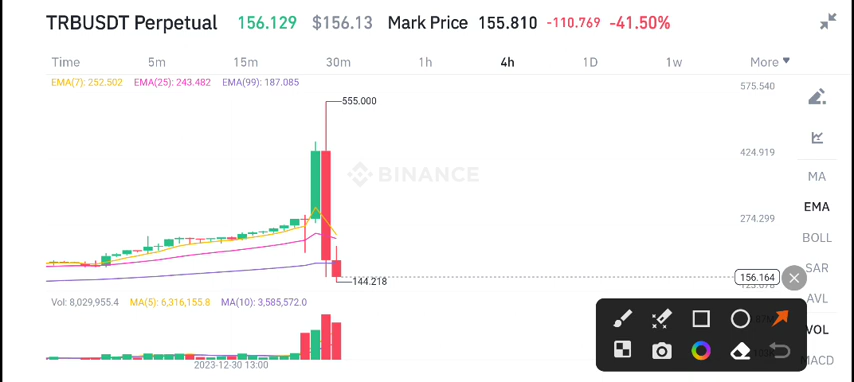 TRBUSDT Perpetual 156.129 $156.13 Mark Price 155.810 -110.769 -41.50%
Time 5m 15m 30m 1h 4h 1D 1w More
EMA(7): 252.502 EMA(25): 243.482 EMA(99): 187.085
575.540
555.000
424.919
BINANCE
MA
EMA
274.299
BOLL
SAR
156.164
144.218
AVL
Vol: 8,029,955.4 MA(5): 6,316,155.8 MA(10): 3,585,572.0
VOL
MACD
2023-12-30 13:00